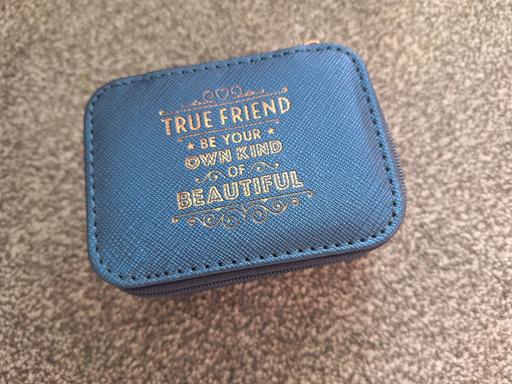 TRUE FRIEND
BE YOUR
OWN KIND
OF
BEAUTIFUL